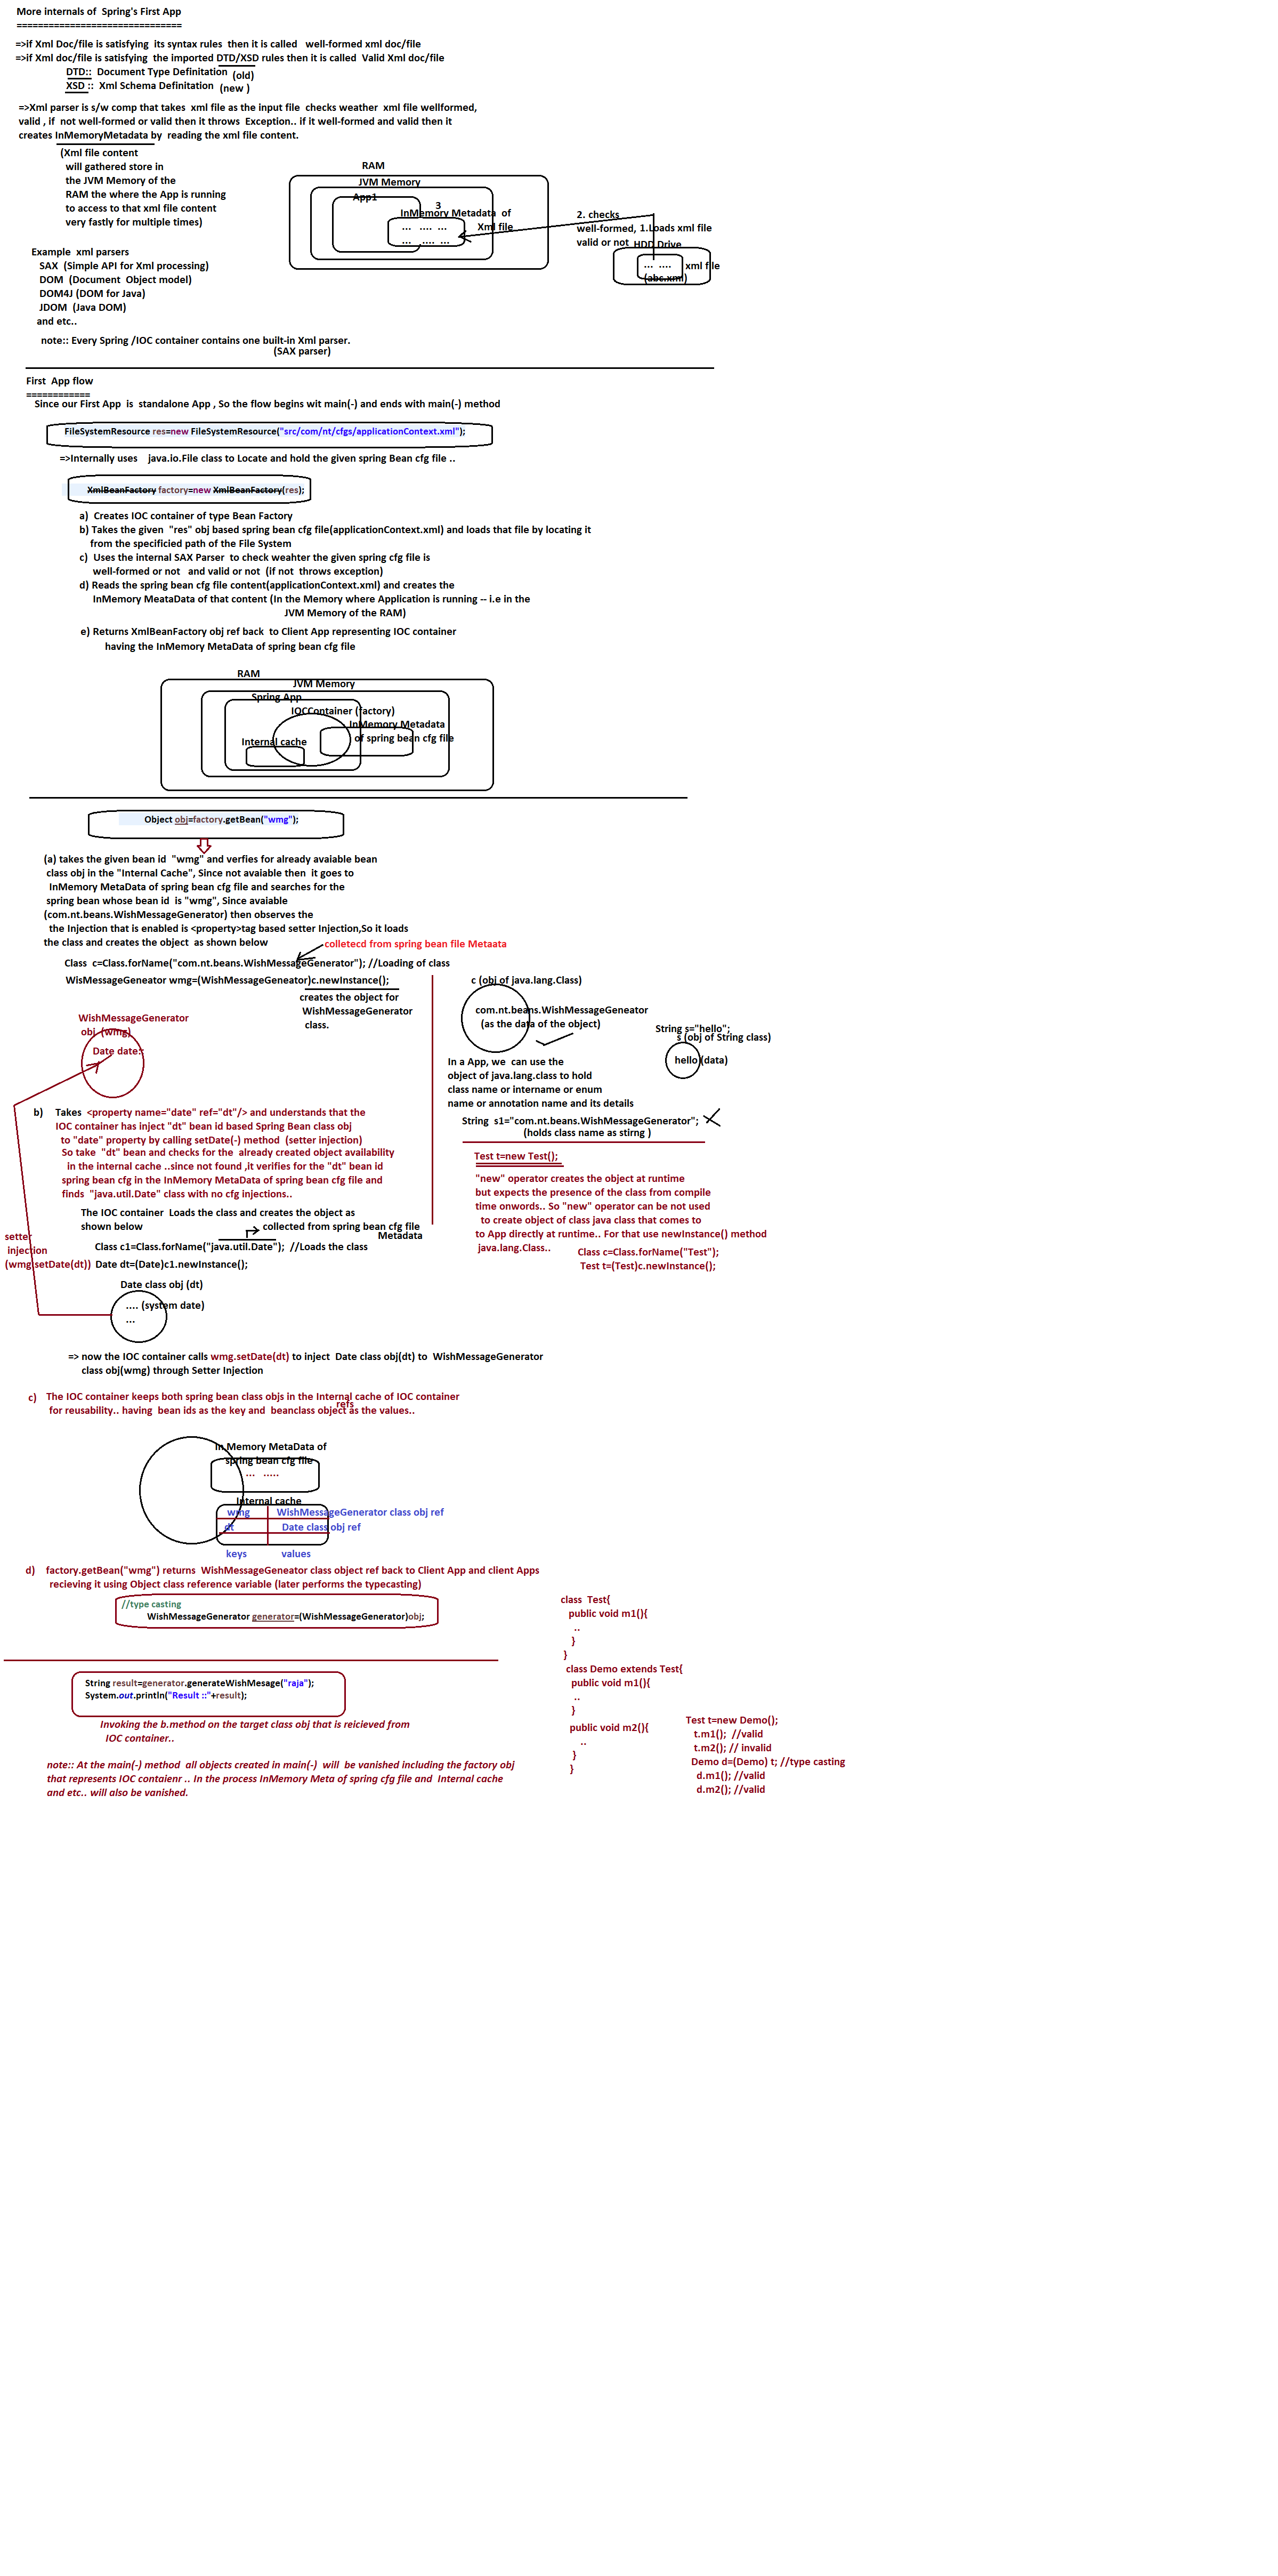 More internals of  Spring's First App
===============================
=>if Xml Doc/file is satisfying  its syntax rules  then it is called   well-formed xml doc/file
=>if Xml doc/file is satisfying  the imported DTD/XSD rules then it is called  Valid Xml doc/file
DTD::  Document Type Definitation  (old)
XSD ::  Xml Schema Definitation  (new )
=>Xml parser is s/w comp that takes  xml file as the input file  checks weather  xml file wellformed,
valid , if  not well-formed or valid then it throws  Exception.. if it well-formed and valid then it
creates InMemoryMetadata by  reading the xml file content.
(Xml file content
will gathered store in
the JVM Memory of the
RAM the where the App is running
to access to that xml file content
very fastly for multiple times)
RAM
JVM Memory
App1
3
InMemory Metadata  of
Xml file
...   ....  ...
...    ....  ...
2. checks
well-formed,
valid or not
1.Loads xml file
HDD Drive
...  ....
xml file
(abc.xml)
Example  xml parsers
SAX  (Simple API for Xml processing)
DOM  (Document  Object model)
DOM4J (DOM for Java)
JDOM  (Java DOM)
and etc..
note:: Every Spring /IOC container contains one built-in Xml parser.
(SAX parser)
First  App flow
============
Since our First App  is  standalone App , So the flow begins wit main(-) and ends with main(-) method
FileSystemResource res=new FileSystemResource("src/com/nt/cfgs/applicationContext.xml");
=>Internally uses    java.io.File class to Locate and hold the given spring Bean cfg file ..
XmlBeanFactory factory=new XmlBeanFactory(res);
a)  Creates IOC container of type Bean Factory
b) Takes the given  "res" obj based spring bean cfg file(applicationContext.xml) and loads that file by locating it
from the specificied path of the File System
c)  Uses the internal SAX Parser  to check weahter the given spring cfg file is
well-formed or not   and valid or not  (if not  throws exception)
d) Reads the spring bean cfg file content(applicationContext.xml) and creates the
InMemory MeataData of that content (In the Memory where Application is running -- i.e in the
JVM Memory of the RAM)
e) Returns XmlBeanFactory obj ref back  to Client App representing IOC container
having the InMemory MetaData of spring bean cfg file
RAM
JVM Memory
Spring App
IOCContainer (factory)
InMemory Metadata
of spring bean cfg file
Internal cache
Object obj=factory.getBean("wmg");
(a) takes the given bean id  "wmg" and verfies for already avaiable bean
class obj in the "Internal Cache", Since not avaiable then  it goes to
InMemory MetaData of spring bean cfg file and searches for the
spring bean whose bean id  is "wmg", Since avaiable
(com.nt.beans.WishMessageGenerator) then observes the
the Injection that is enabled is <property>tag based setter Injection,So it loads
the class and creates the object  as shown below
colletecd from spring bean file Metaata
Class  c=Class.forName("com.nt.beans.WishMessageGenerator"); //Loading of class
WisMessageGeneator wmg=(WishMessageGeneator)c.newInstance();
creates the object for
WishMessageGenerator
class.
WishMessageGenerator
obj  (wmg)
Date date::
c (obj of java.lang.Class)
com.nt.beans.WishMessageGeneator
(as the data of the object)
String s="hello";
s (obj of String class)
hello (data)
In a App, we  can use the
object of java.lang.class to hold
class name or intername or enum
name or annotation name and its details
String  s1="com.nt.beans.WishMessageGenerator";
(holds class name as stirng )
Test t=new Test();
"new" operator creates the object at runtime
but expects the presence of the class from compile
time onwords.. So "new" operator can be not used
to create object of class java class that comes to
to App directly at runtime.. For that use newInstance() method
java.lang.Class..
Class c=Class.forName("Test");
Test t=(Test)c.newInstance();
b)    Takes  <property name="date" ref="dt"/> and understands that the
IOC container has inject "dt" bean id based Spring Bean class obj
to "date" property by calling setDate(-) method  (setter injection)
So take  "dt" bean and checks for the  already created object availability
in the internal cache ..since not found ,it verifies for the "dt" bean id
spring bean cfg in the InMemory MetaData of spring bean cfg file and
finds  "java.util.Date" class with no cfg injections..
The IOC container  Loads the class and creates the object as
shown below
collected from spring bean cfg file
Metadata
setter
injection
(wmg.setDate(dt))
Class c1=Class.forName("java.util.Date");  //Loads the class
Date dt=(Date)c1.newInstance();
Date class obj (dt)
.... (system date)
...
=> now the IOC container calls wmg.setDate(dt) to inject  Date class obj(dt) to  WishMessageGenerator
class obj(wmg) through Setter Injection
c)   The IOC container keeps both spring bean class objs in the Internal cache of IOC container
refs
for reusability.. having  bean ids as the key and  beanclass object as the values..
In Memory MetaData of
spring bean cfg file
...   .....
Internal cache
wmg    WishMessageGenerator class obj ref
dt    Date class obj ref
keys    values
d)    factory.getBean("wmg") returns  WishMessageGeneator class object ref back to Client App and client Apps
recieving it using Object class reference variable (later performs the typecasting)
//type casting
WishMessageGenerator generator=(WishMessageGenerator)obj;
String result=generator.generateWishMesage("raja");
System.out.println("Result ::"+result);
Invoking the b.method on the target class obj that is reicieved from
IOC container..
note:: At the main(-) method  all objects created in main(-)  will  be vanished including the factory obj
that represents IOC contaienr .. In the process InMemory Meta of spring cfg file and  Internal cache
and etc.. will also be vanished.
class  Test{
public void m1(){
..
}
}
class Demo extends Test{
public void m1(){
..
}
public void m2(){
..
}
}
Test t=new Demo();
t.m1();  //valid
t.m2(); // invalid
Demo d=(Demo) t; //type casting
d.m1(); //valid
d.m2(); //valid